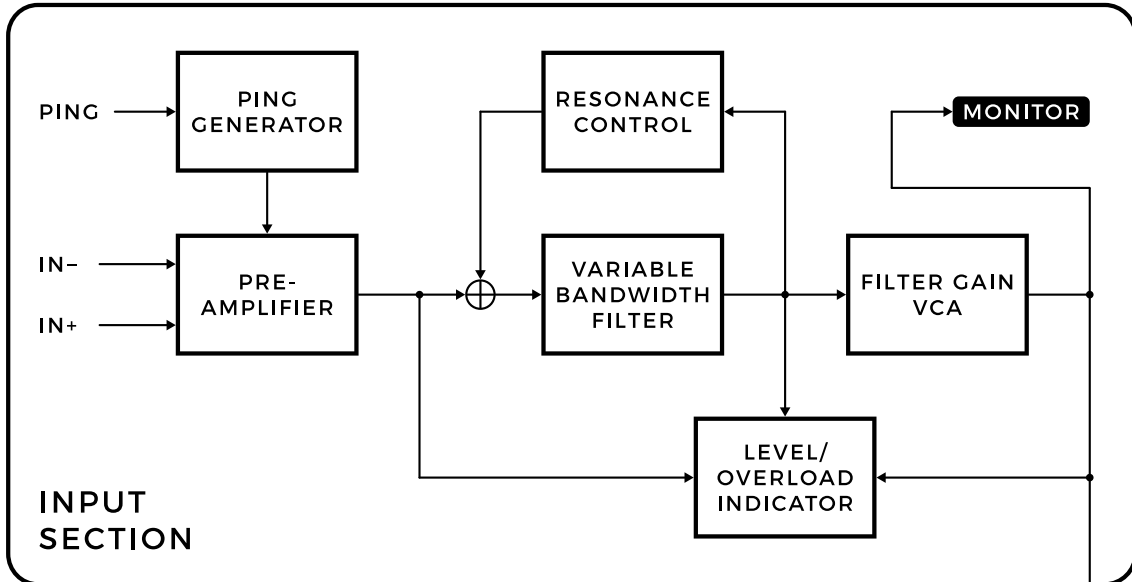 PING
PING
GENERATOR
RESONANCE
CONTROL
MONITOR
IN–
IN+
PRE-
AMPLIFIER
VARIABLE
BANDWIDTH
FILTER
FILTER GAIN
VCA
LEVEL/
OVERLOAD
INDICATOR
INPUT
SECTION